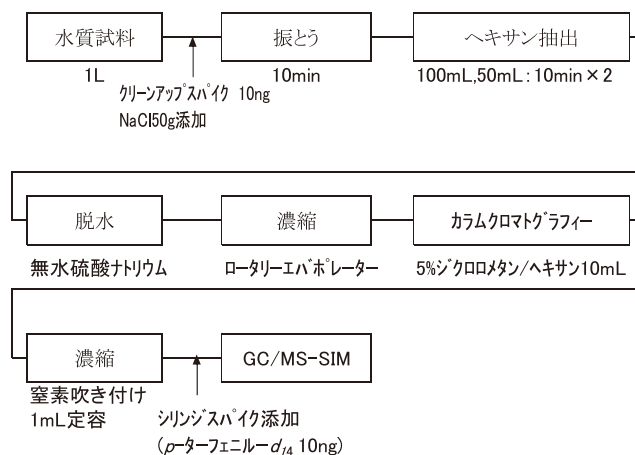 水質試料
振とう
ヘキサン抽出
1L
10min
100mL,50mL:10min×2
クリーンアップスパイク 10ng
NaCl50g添加
脱水
濃縮
カラムクロマトグラフィー
無水硫酸ナトリウム
ロータリーエバポレーター
5%ジクロロメタン/ヘキサン10mL
濃縮
GC/MS-SIM
窒素吹き付け
1mL定容
シリンジスパイク添加
(p-ターフェニルーd14 10ng)